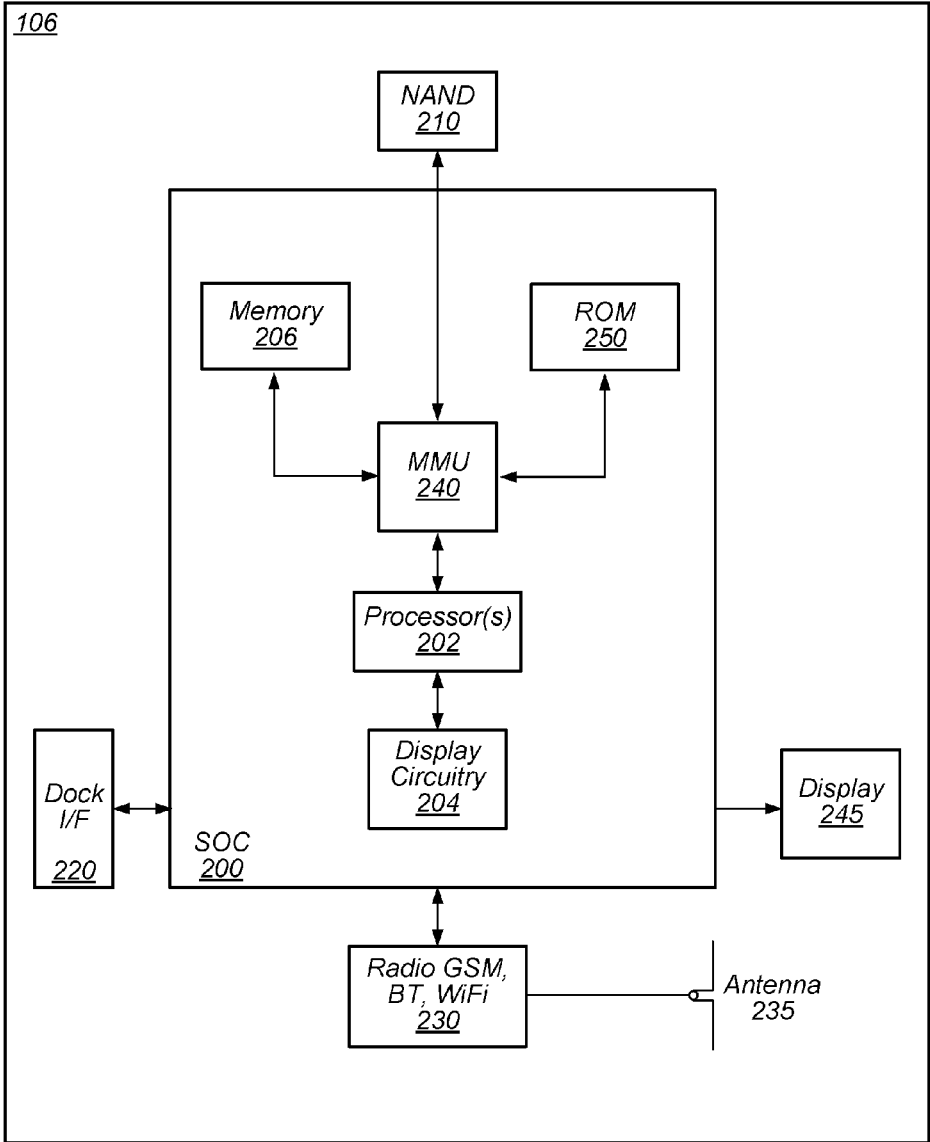 106
NAND
210
Memory
206
ROM
250
MMU
240
Processor(s)
202
Display
Circuitry
204
Dock
I/F
220
SOC
200
Display
245
Radio GSM,
BT, WiFi
230
Antenna
235